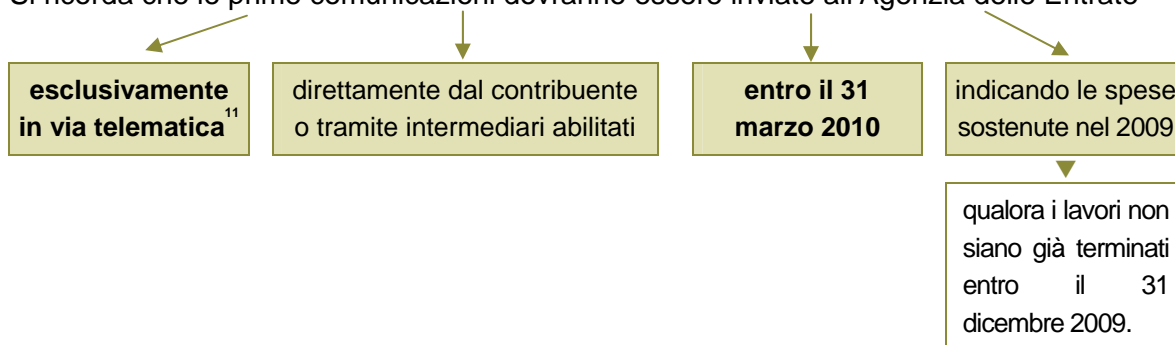 Si ricorda che le prime comunicazioni dovranno essere inviate all'Agenzia delle Entrate
esclusivamente
in via telematica11
direttamente dal contribuente
o tramite intermediari abilitati
entro il 31
marzo 2010
indicando le spese
sostenute nel 2009
qualora i lavori non
siano già terminati
entro il 31
dicembre 2009.